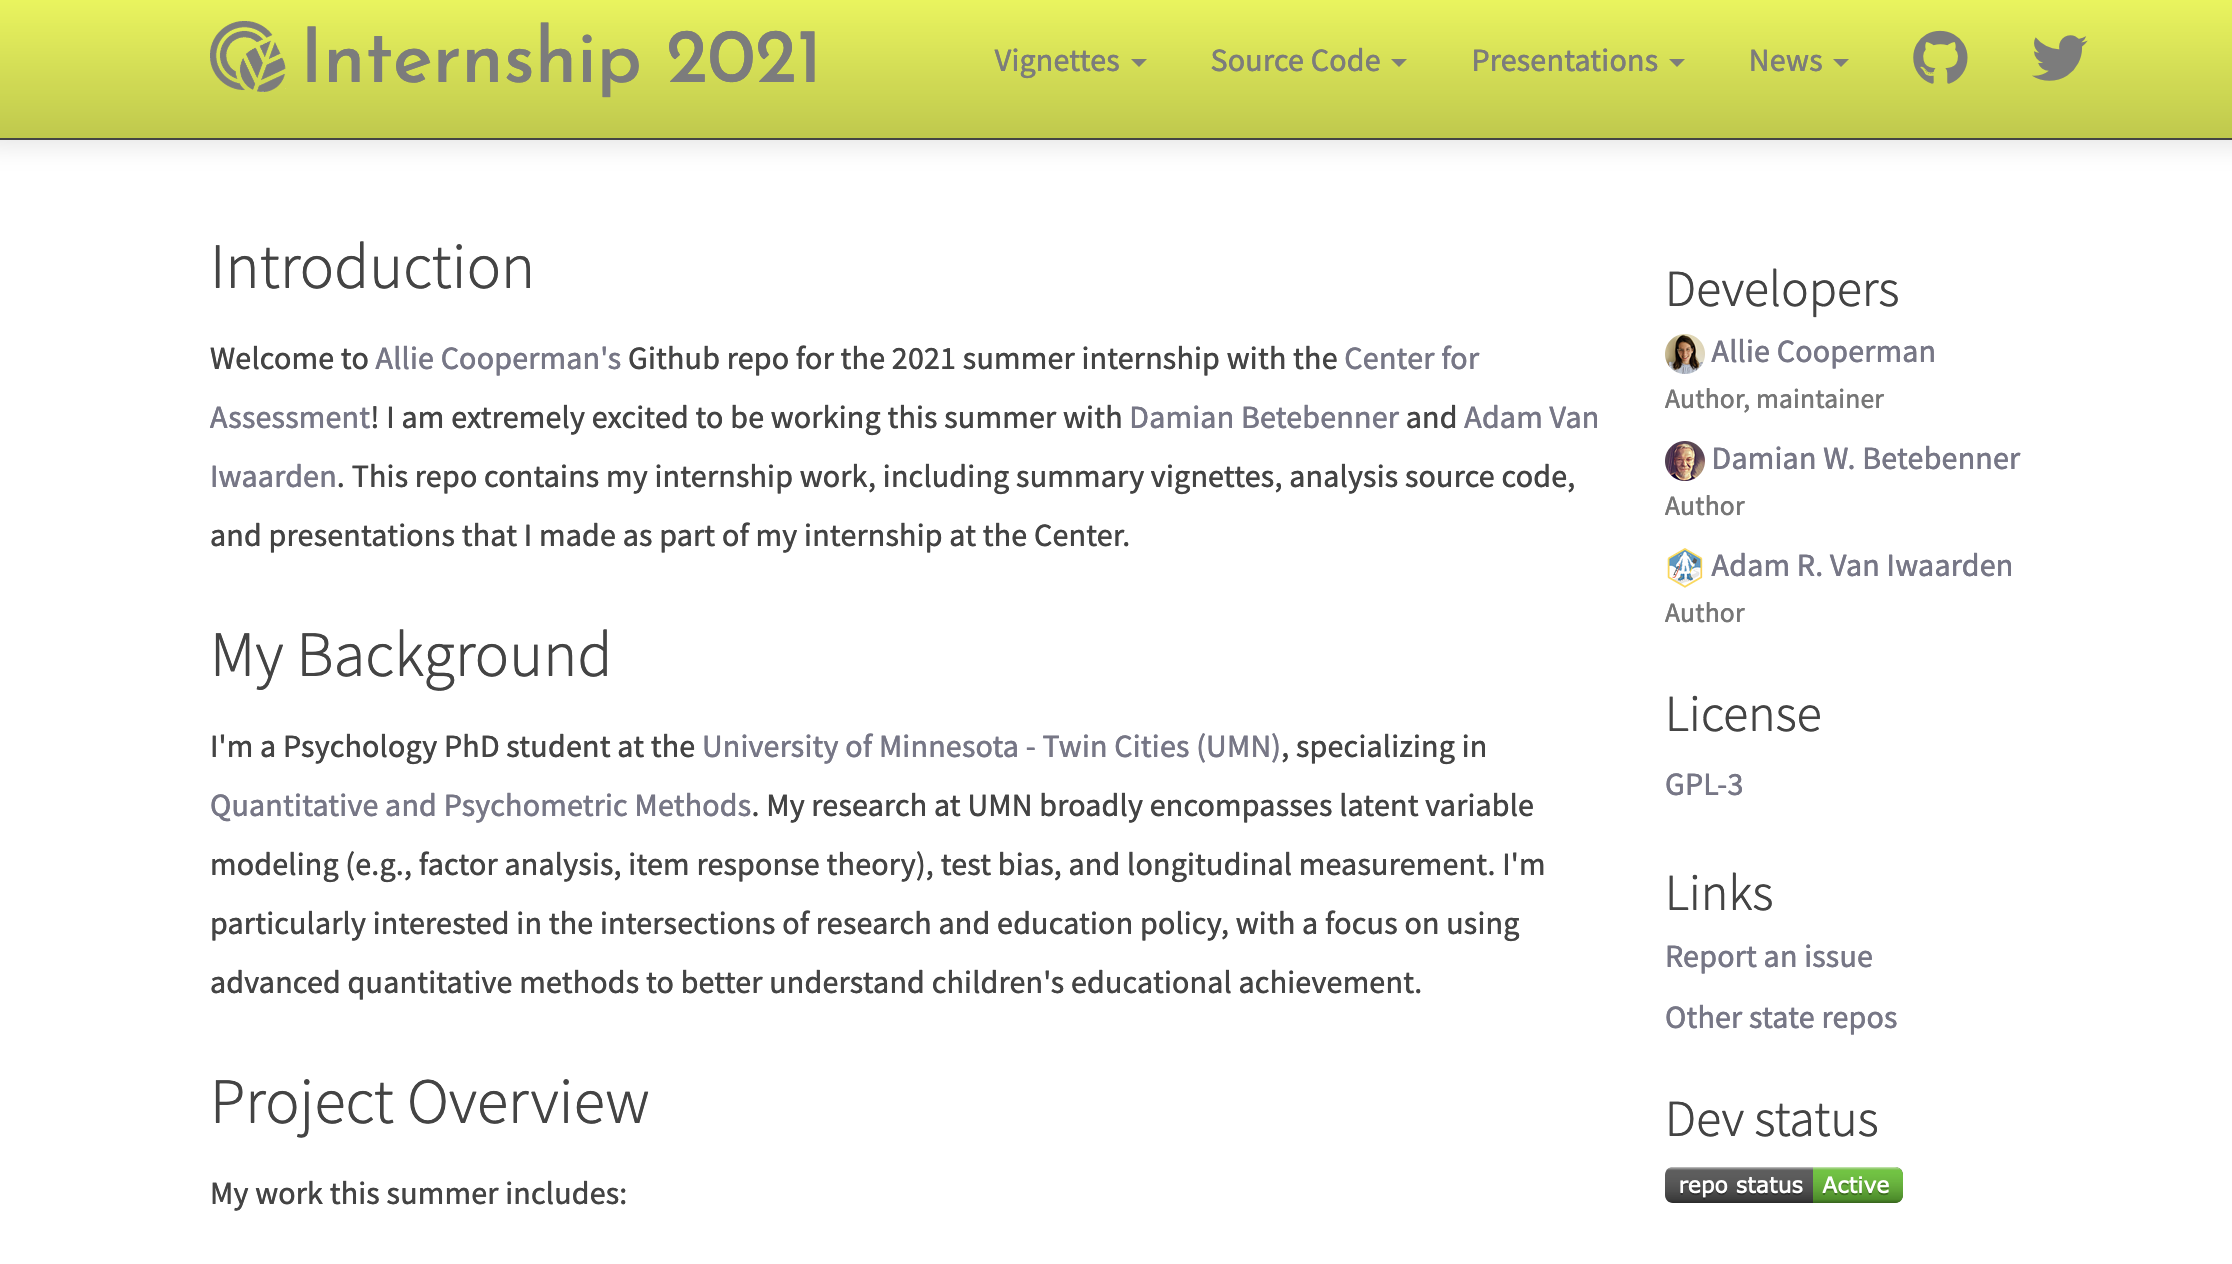 Internship 2021
Vignettes
Source Code
Presentations
News
Introduction
Welcome to Allie Cooperman's Github repo for the 2021 summer internship with the Center for
Assessment! I am extremely excited to be working this summer with Damian Betebenner and Adam Van
Iwaarden. This repo contains my internship work, including summary vignettes, analysis source code,
and presentations that I made as part of my internship at the Center.
My Background
I'm a Psychology PhD student at the University of Minnesota - Twin Cities (UMN), specializing in
Quantitative and Psychometric Methods. My research at UMN broadly encompasses latent variable
modeling (e.g., factor analysis, item response theory), test bias, and longitudinal measurement. I'm
particularly interested in the intersections of research and education policy, with a focus on using
advanced quantitative methods to better understand children's educational achievement.
Project Overview
My work this summer includes:
Developers
Allie Cooperman
Author, maintainer
Damian W. Betebenner
Author
Adam R. Van Iwaarden
Author
License
GPL-3
Links
Report an issue
Other state repos
Dev status
repo status Active